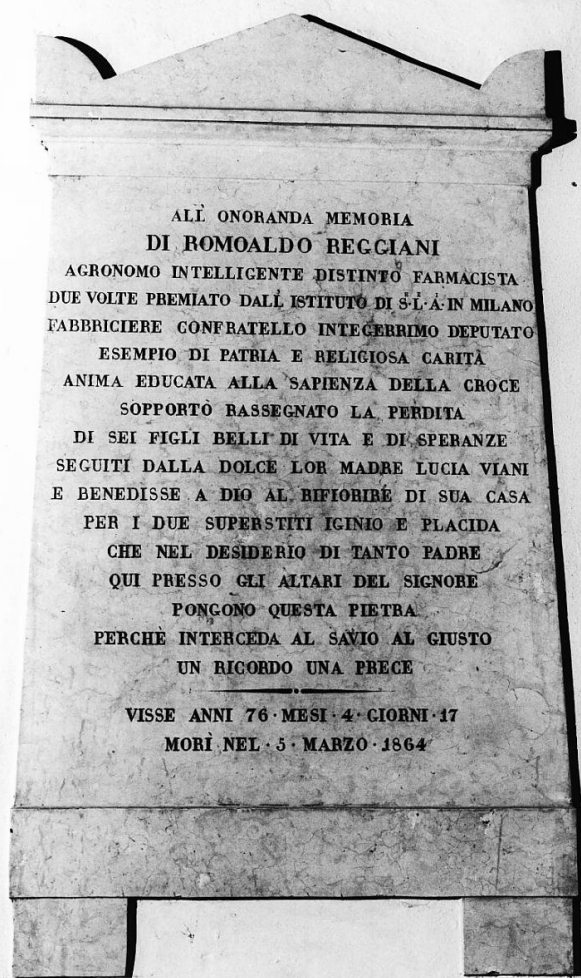 ALL' ONORANDA MEMORIA
DI ROMOALDO REGGIANI
AGRONOMO INTELLIGENTE DISTINTO FARMACISTA
DUE VOLTE PREMIATO DALL' ISTITUTO DI S·L·A· IN MILANO
FABBRICIERE CONFRATELLO INTEGERRIMO DEPUTATO
ESEMPIO DI PATRIA E RELIGIOSA CARITÀ
ANIMA EDUCATA ALLA SAPIENZA DELLA CROCE
SOPPORTÒ RASSEGNATO LA PERDITA
DI SEI FIGLI BELLI DI VITA E DI SPERANZE
SEGUITI DALLA DOLCE LOR MADRE LUCIA VIANI
E BENEDISSE A DIO AL RIFIORIRE DI SUA CASA
PER I DUE SUPERSTITI IGINIO E PLACIDA
CHE NEL DESIDERIO DI TANTO PADRE
QUI PRESSO GLI ALTARI DEL SIGNORE
PONGONO QUESTA PIETRA
PERCHÈ INTERCEDA AL SAVIO AL GIUSTO
UN RICORDO UNA PRECE
VISSE ANNI 76· MESI· 4· GIORNI· 17
MORÌ NEL· 5· MARZO· 1864